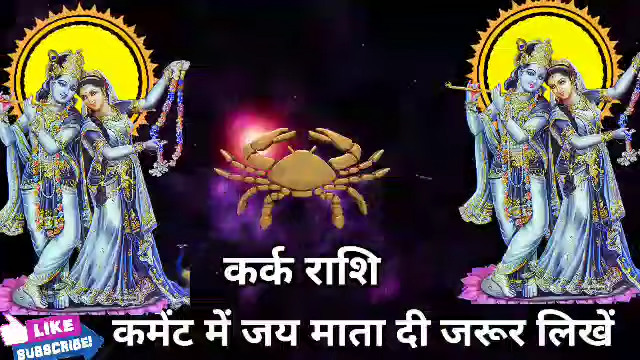 कर्क राशि
LIKE
SUBSCRIBE!
कमेंट में जय माता दी जरूर लिखें